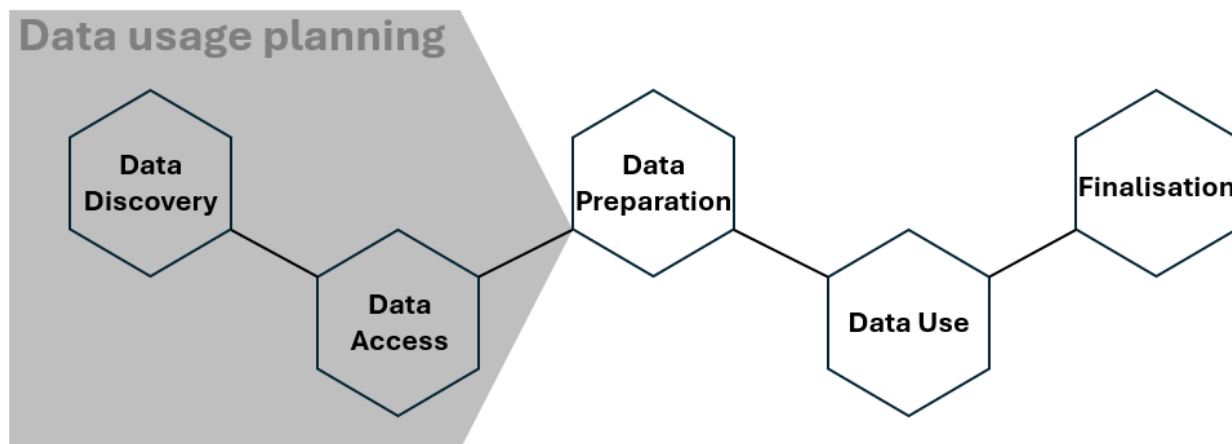 Data usage planning
Data
Discovery
Data
Access
Data
Preparation
Data Use
Finalisation